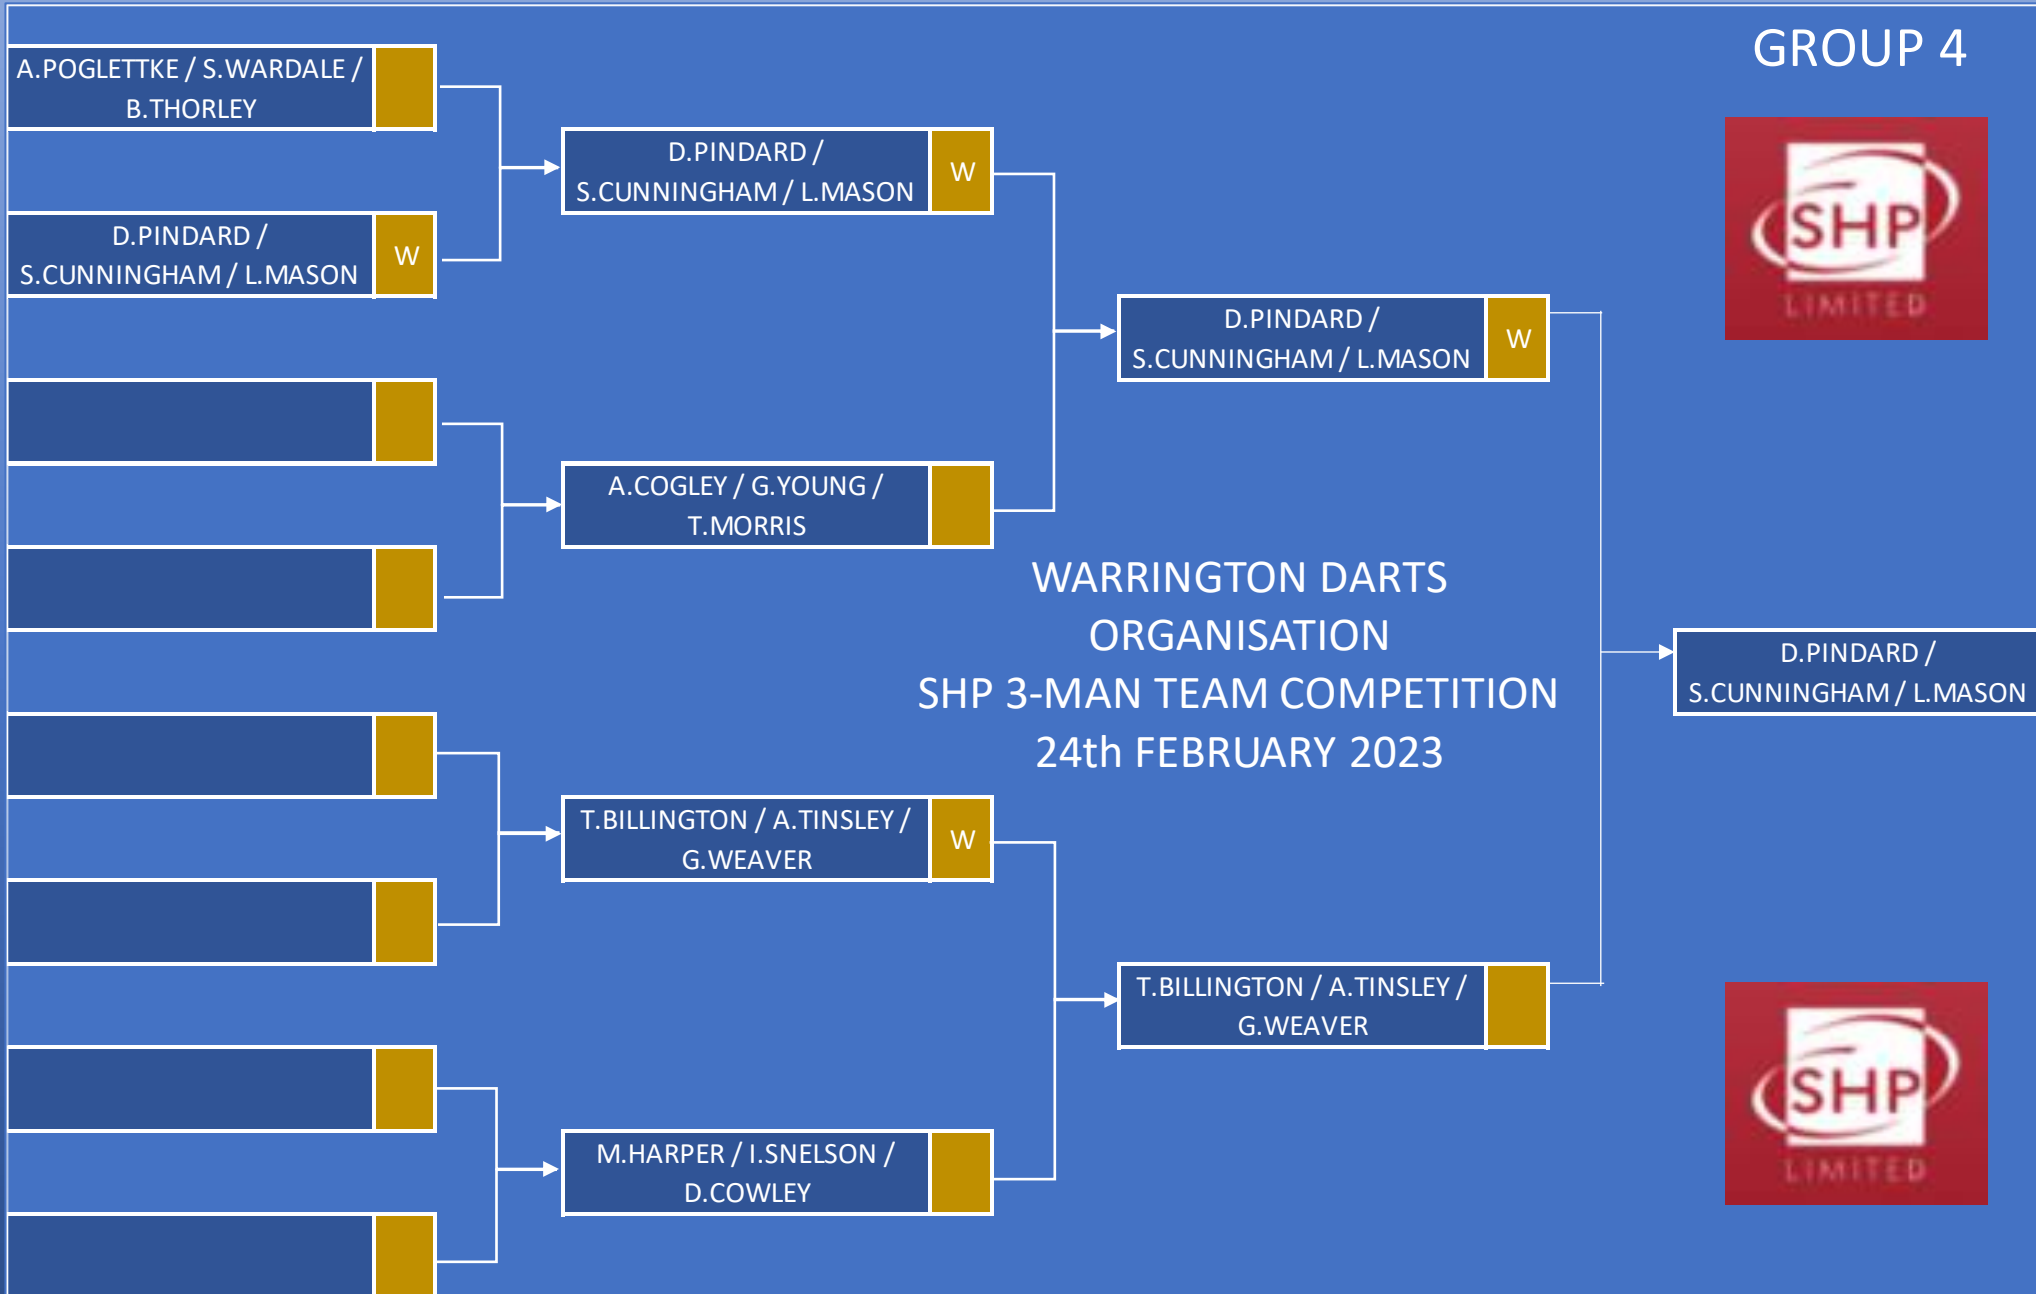 GROUP 4
A.POGLETTKE / S.WARDALE /
B.THORLEY
D.PINDARD /
S.CUNNINGHAM / L.MASON
W
D.PINDARD /
S.CUNNINGHAM / L.MASON
W
SHP
LIMITED
D.PINDARD /
S.CUNNINGHAM / L.MASON
W
A.COGLEY / G.YOUNG /
T.MORRIS
WARRINGTON DARTS
ORGANISATION
SHP 3-MAN TEAM COMPETITION
24th FEBRUARY 2023
D.PINDARD /
S.CUNNINGHAM / L.MASON
T.BILLINGTON / A.TINSLEY /
G.WEAVER
W
T.BILLINGTON / A.TINSLEY /
G.WEAVER
M.HARPER / I.SNELSON /
D.COWLEY
SHP
LIMITED